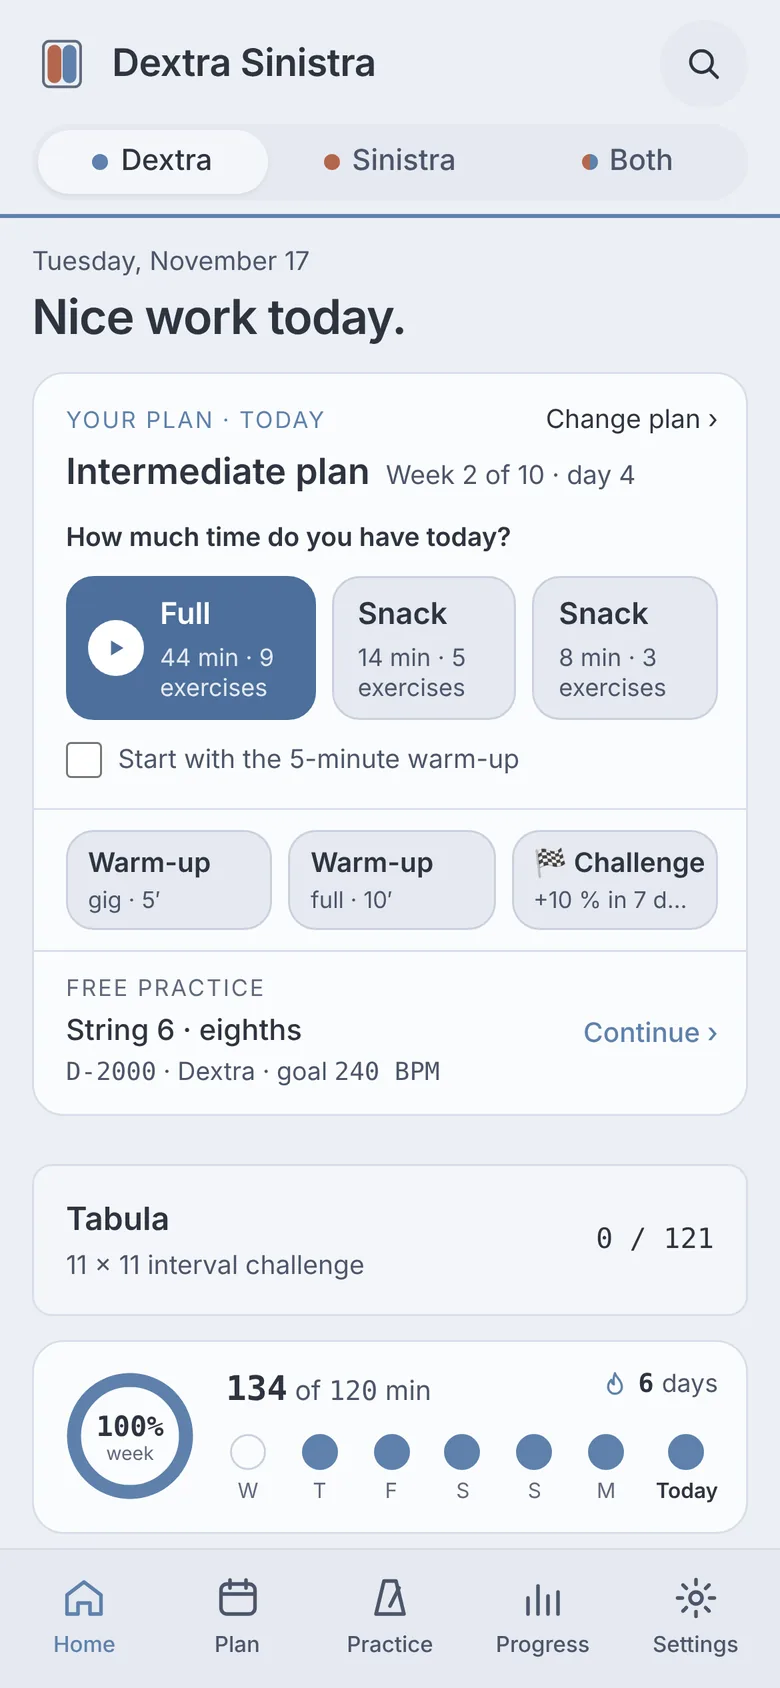 Dextra Sinistra
Dextra
Sinistra
Both
Tuesday, November 17
Nice work today.
YOUR PLAN · TODAY
Change plan ›
Intermediate plan Week 2 of 10 · day 4
How much time do you have today?
Full
44 min · 9
exercises
Snack
14 min · 5
exercises
Snack
8 min · 3
exercises
Start with the 5-minute warm-up
Warm-up
gig · 5′
Warm-up
full · 10′
Challenge
+10 % in 7 d...
FREE PRACTICE
String 6 · eighths
Continue ›
D-2000 · Dextra · goal 240 BPM
Tabula
11 × 11 interval challenge
0 / 121
100%
week
134 of 120 min
6 days
W T F S S M Today
Home
Plan
Practice
Progress
Settings